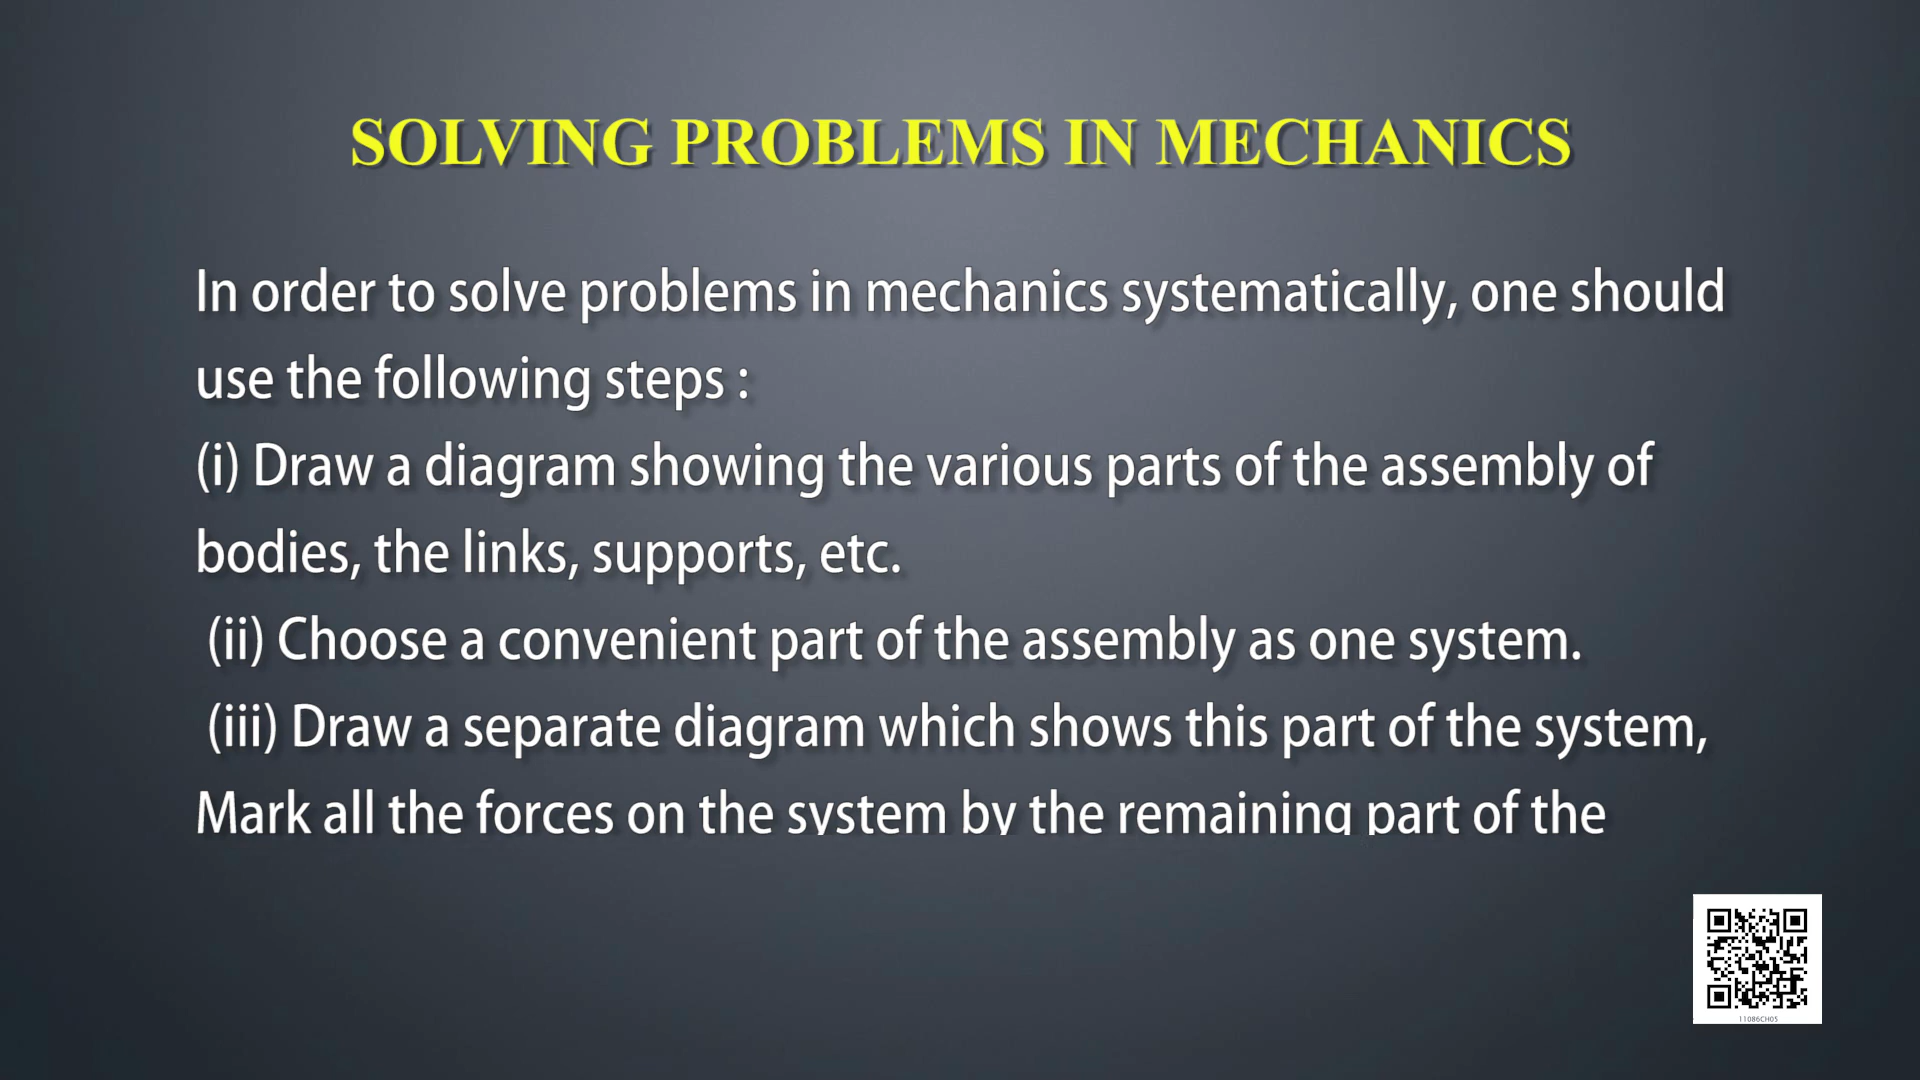 SOLVING PROBLEMS IN MECHANICS
In order to solve problems in mechanics systematically, one should
use the following steps :
(i) Draw a diagram showing the various parts of the assembly of
bodies, the links, supports, etc.
(ii) Choose a convenient part of the assembly as one system.
(iii) Draw a separate diagram which shows this part of the system,
Mark all the forces on the system by the remaining part of the
11086CH05